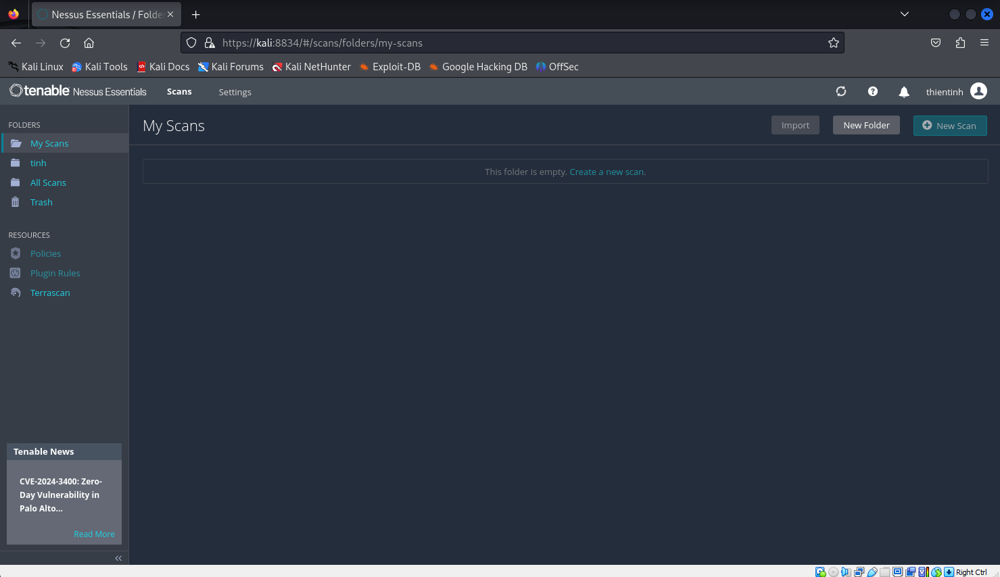 Nessus Essentials / Folde
https://kali:8834/#/scans/folders/my-scans
Kali Linux Kali Tools Kali Docs Kali Forums Kali NetHunter Exploit-DB Google Hacking DB OffSec
tenable Nessus Essentials Scans Settings thientinh
FOLDERS
My Scans
tinh
All Scans
Trash
RESOURCES
Policies
Plugin Rules
Terrascan
Tenable News
CVE-2024-3400: Zero-
Day Vulnerability in
Palo Alto...
Read More
My Scans Import New Folder New Scan
This folder is empty. Create a new scan.
Right Ctrl